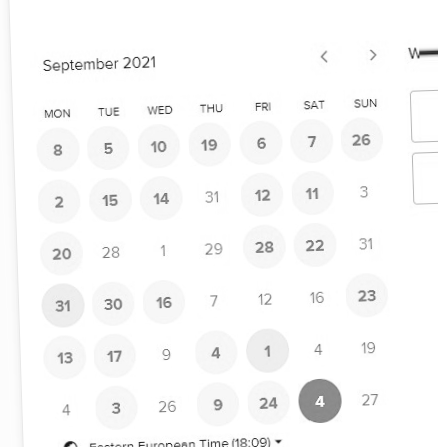 September 2021
MON TUE WED THU FRI SAT SUN
8 5 10 19 6 7 26
2 15 14 31 12 11 3
20 28 1 29 28 22 31
31 30 16 7 12 16 23
13 17 9 4 1 4 19
4 3 26 9 24 4 27
Eastern European Time (18:09)